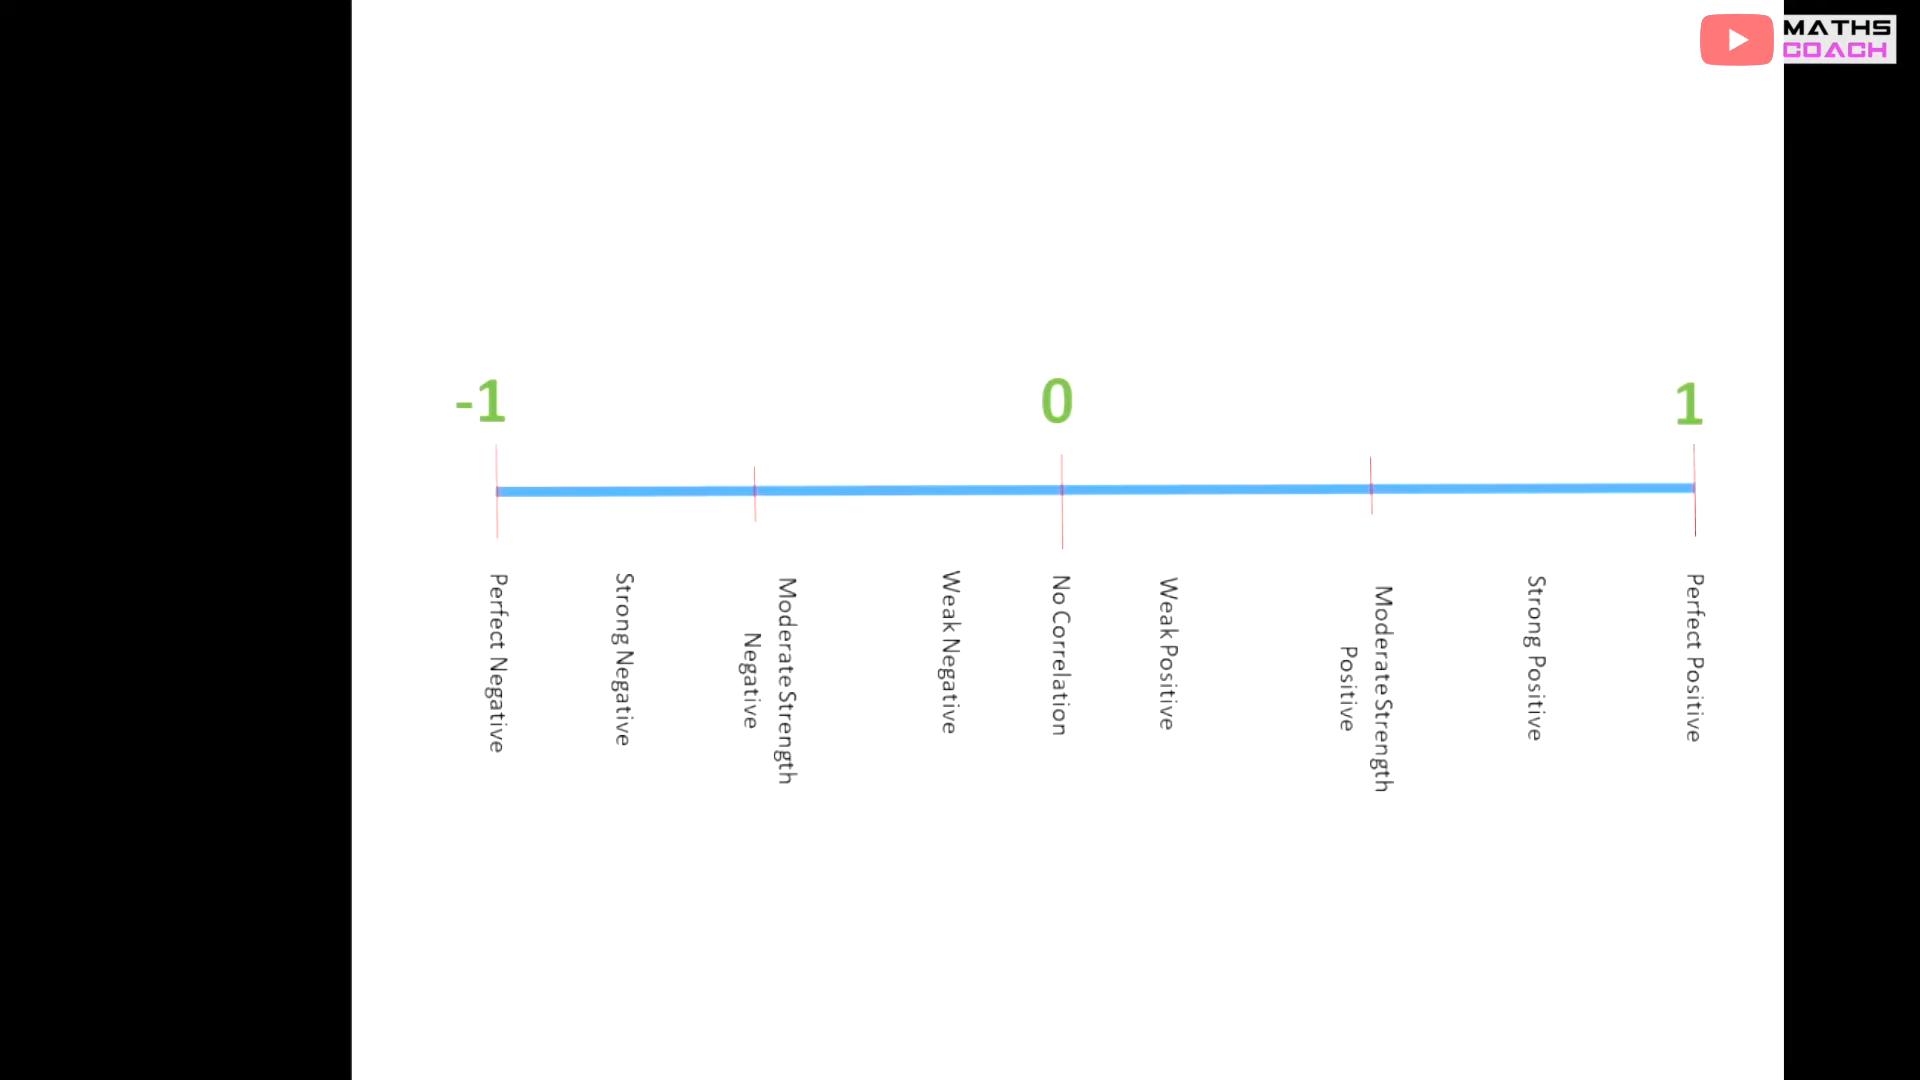 MATHS
COACH
-1
0
1
Perfect Negative
Strong Negative
Moderate Strength
Negative
Weak Negative
No Correlation
Weak Positive
Moderate Strength
Positive
Strong Positive
Perfect Positive